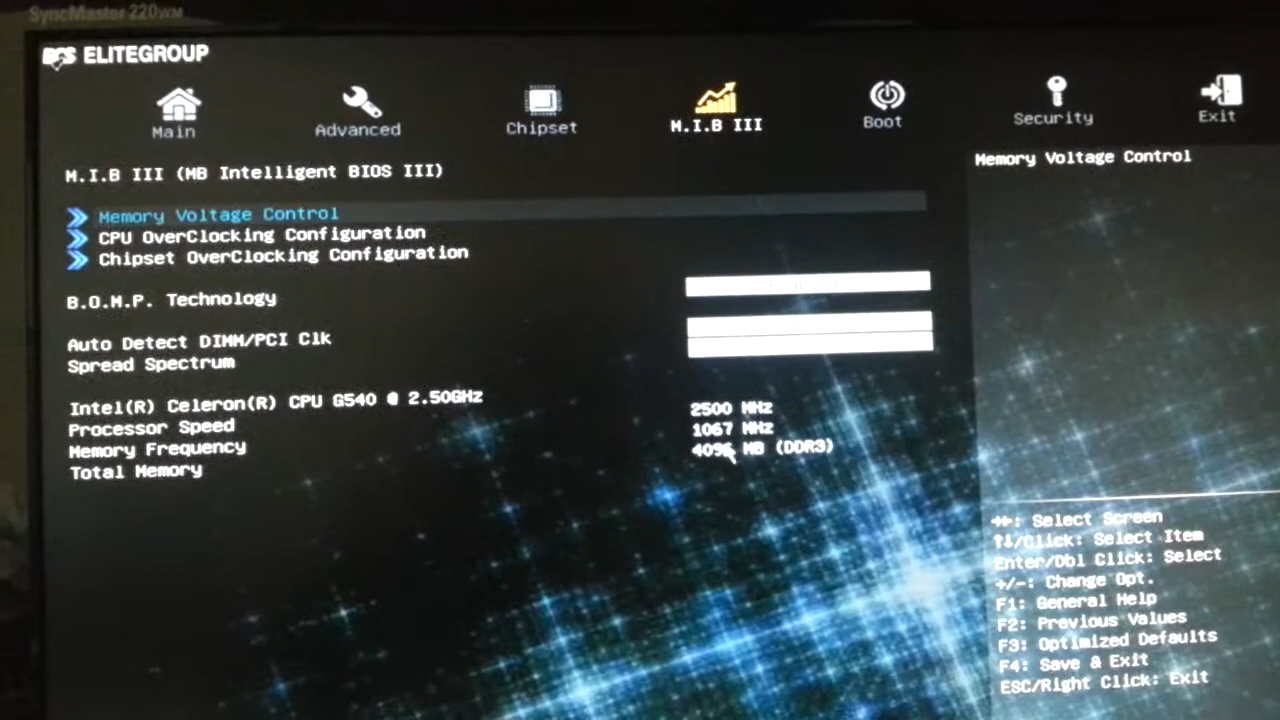 SyncMaster 220WM
ECS ELITEGROUP
Main
Advanced
Chipset
M.I.B III
Boot
Security
Exit
M.I.B III (MB Intelligent BIOS III)
Memory Voltage Control
CPU OverClocking Configuration
Chipset OverClocking Configuration
B.O.M.P. Technology
Auto Detect DIMM/PCI Clk
Spread Spectrum
Intel(R) Celeron(R) CPU G540 @ 2.50GHz
Processor Speed 2500 MHz
Memory Frequency 1067 MHz
Total Memory 4096 MB (DDR3)
Memory Voltage Control
→←: Select Screen
↑↓/Click: Select Item
Enter/Dbl Click: Select
+/-: Change Opt.
F1: General Help
F2: Previous Values
F3: Optimized Defaults
F4: Save & Exit
ESC/Right Click: Exit